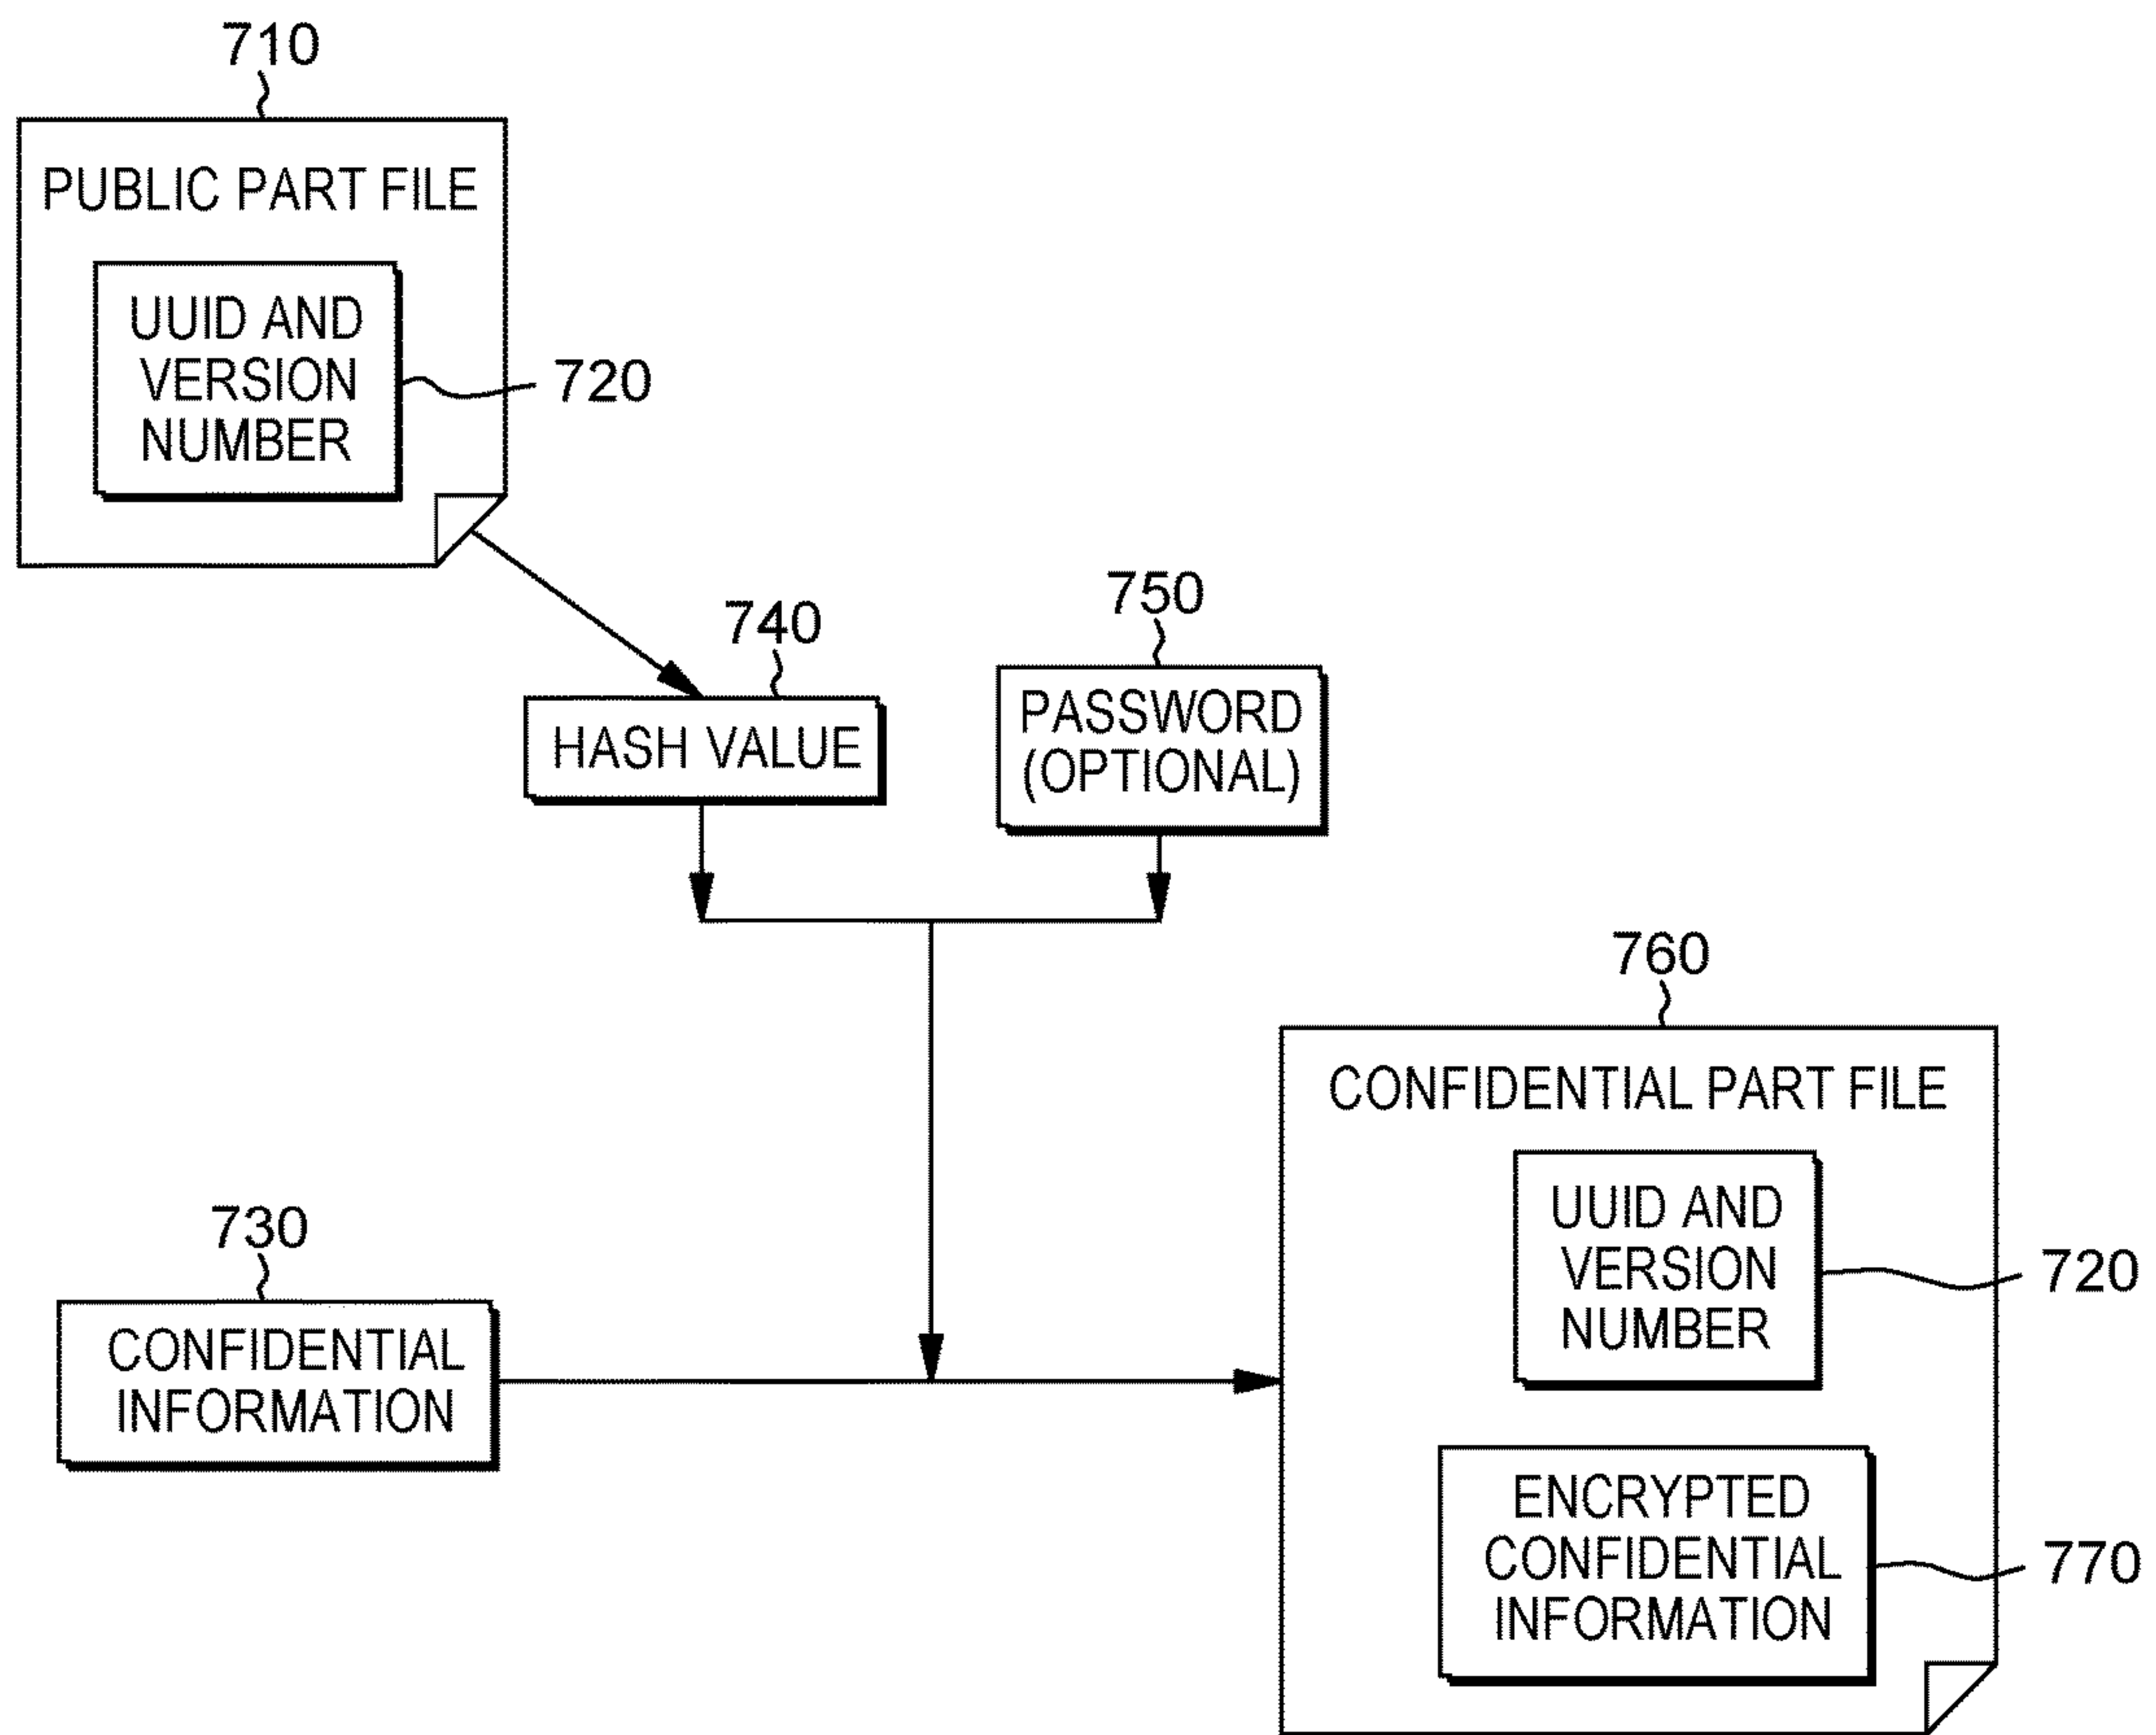 710
PUBLIC PART FILE
UUID AND
VERSION
NUMBER
720
740
HASH VALUE
750
PASSWORD
(OPTIONAL)
730
CONFIDENTIAL
INFORMATION
760
CONFIDENTIAL PART FILE
UUID AND
VERSION
NUMBER
720
ENCRYPTED
CONFIDENTIAL
INFORMATION
770